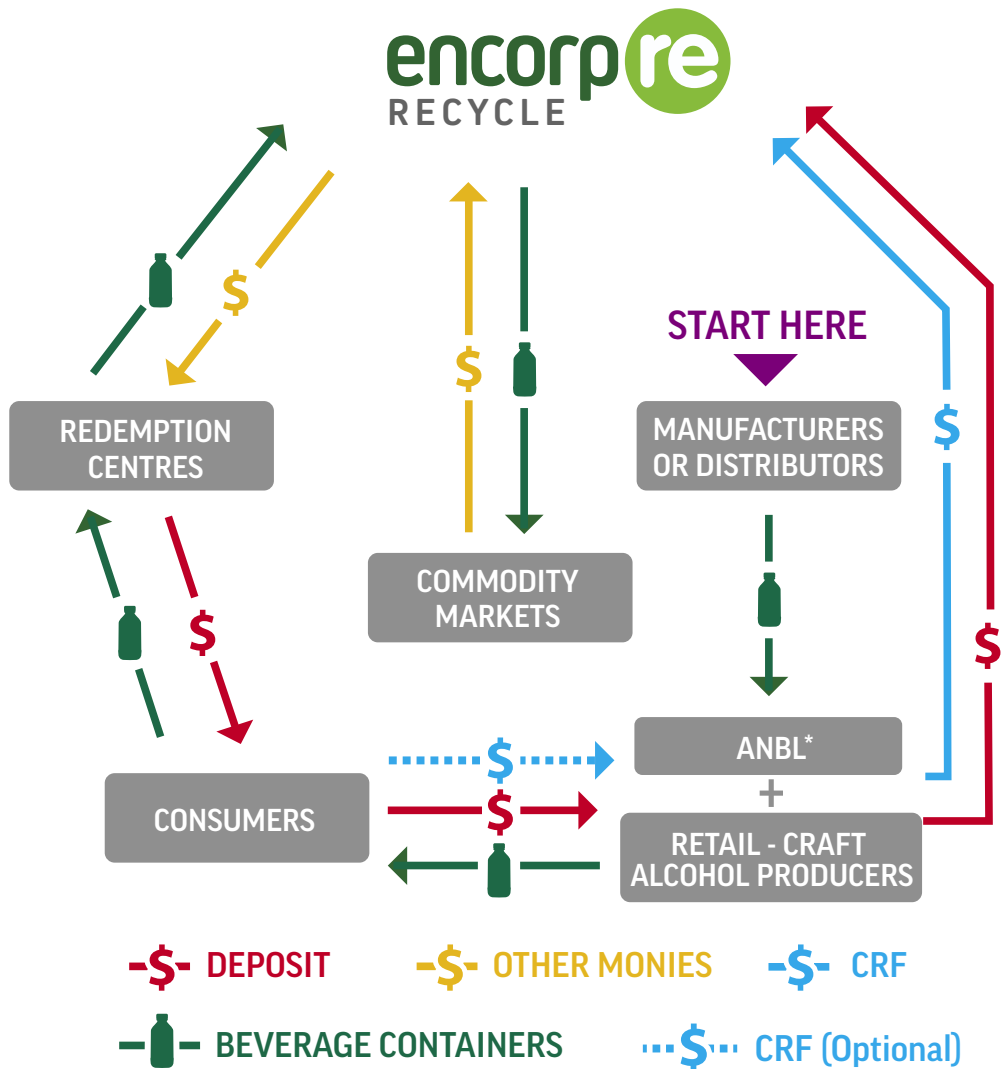 encorp re
RECYCLE
START HERE
REDEMPTION
CENTRES
$
$
MANUFACTURERS
OR DISTRIBUTORS
$
COMMODITY
MARKETS
$
$
ANBL*
+
CONSUMERS
$
$
RETAIL - CRAFT
ALCOHOL PRODUCERS
$ DEPOSIT
$ OTHER MONIES
$ CRF
BEVERAGE CONTAINERS
$ CRF (Optional)